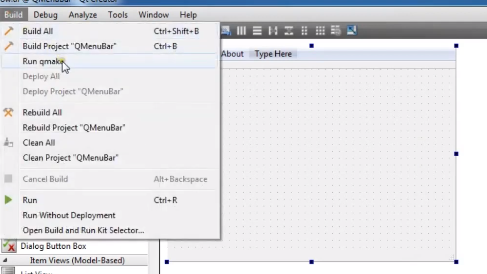 @ QMenuBar - Qt Creator
Build Debug Analyze Tools Window Help
Build All Ctrl+Shift+B
Build Project "QMenuBar" Ctrl+B
Run qmake
Deploy All
Deploy Project "QMenuBar"
Rebuild All
Rebuild Project "QMenuBar"
Clean All
Clean Project "QMenuBar"
Cancel Build Alt+Backspace
Run Ctrl+R
Run Without Deployment
Open Build and Run Kit Selector...
About Type Here
Dialog Button Box
Item Views (Model-Based)
List View